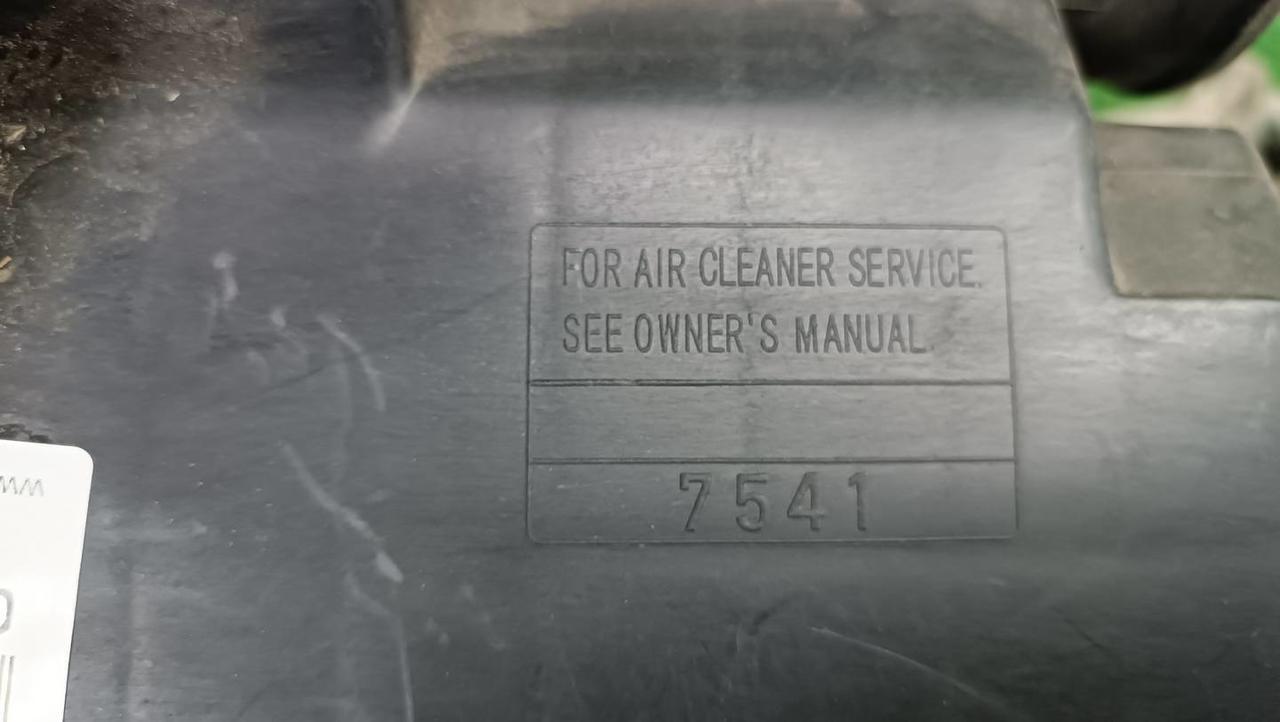 FOR AIR CLEANER SERVICE.
SEE OWNER'S MANUAL.
7541